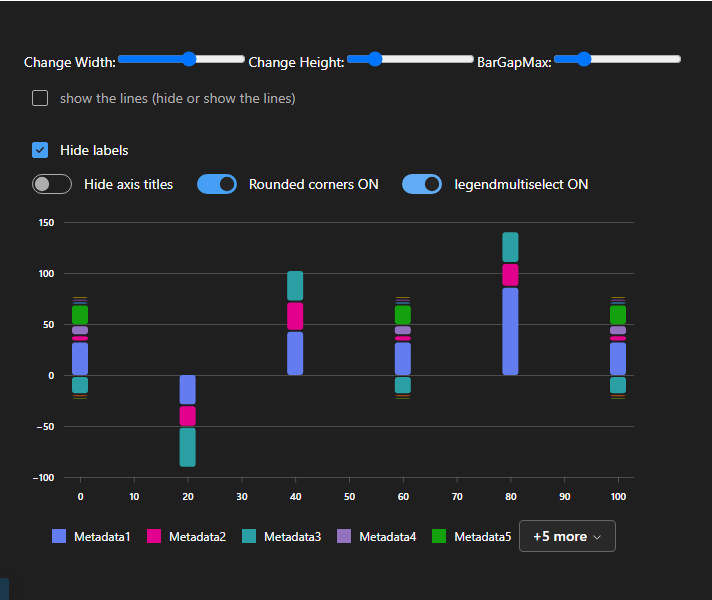 Change Width: Change Height: BarGapMax:
show the lines (hide or show the lines)
Hide labels
Hide axis titles Rounded corners ON legendmultiselect ON
150
100
50
0
−50
−100
0 10 20 30 40 50 60 70 80 90 100
Metadata1 Metadata2 Metadata3 Metadata4 Metadata5 +5 more